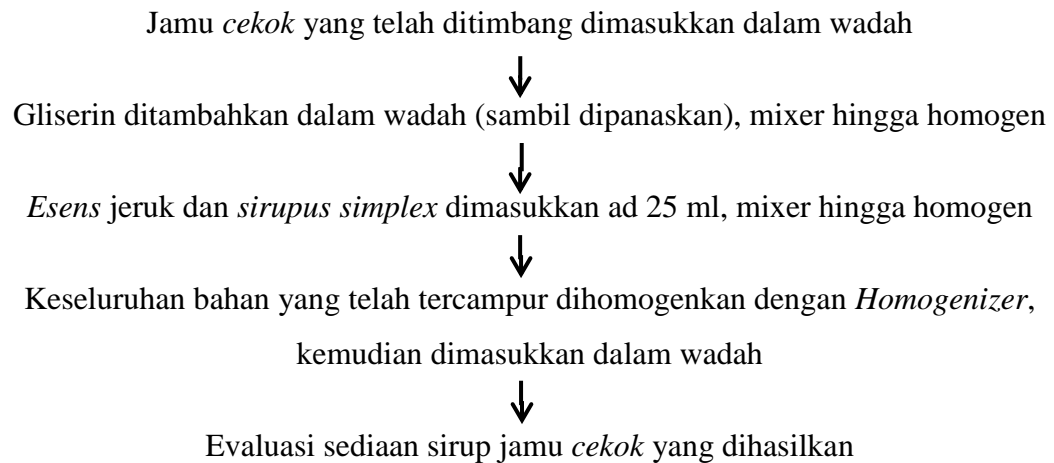 Jamu cekok yang telah ditimbang dimasukkan dalam wadah
Gliserin ditambahkan dalam wadah (sambil dipanaskan), mixer hingga homogen
Esens jeruk dan sirupus simplex dimasukkan ad 25 ml, mixer hingga homogen
Keseluruhan bahan yang telah tercampur dihomogenkan dengan Homogenizer,
kemudian dimasukkan dalam wadah
Evaluasi sediaan sirup jamu cekok yang dihasilkan